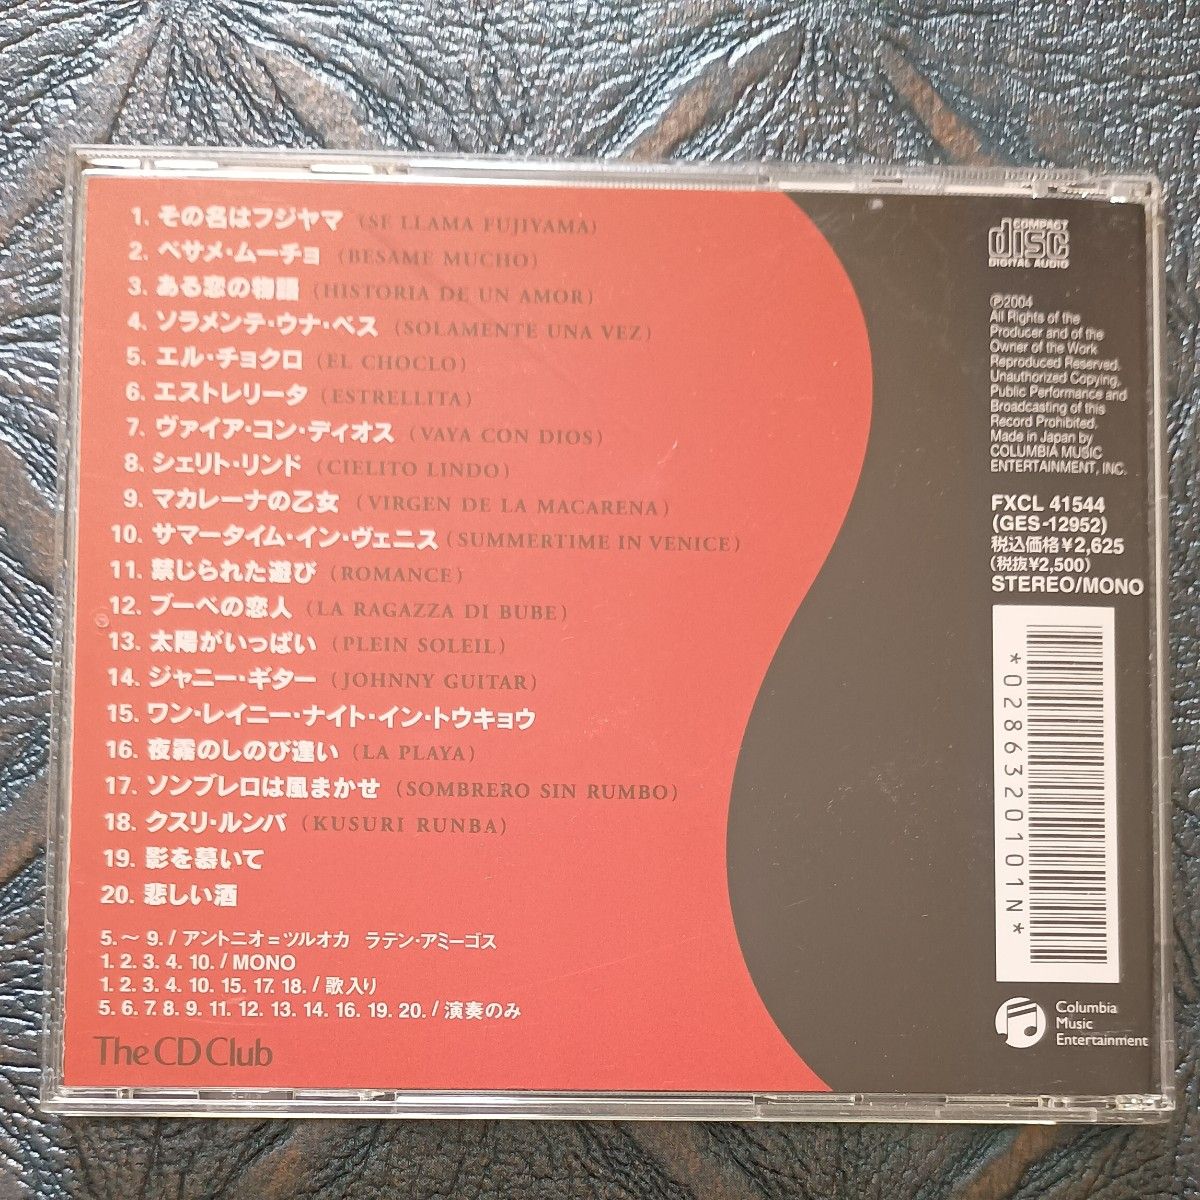 1. その名はフジヤマ (SE LLAMA FUJIYAMA)
2. ベサメ・ムーチョ (BESAME MUCHO)
3. ある恋の物語 (HISTORIA DE UN AMOR)
4. ソラメンテ・ウナ・ベス (SOLAMENTE UNA VEZ)
5. エル・チョクロ (EL CHOCLO)
6. エストレリータ (ESTRELLITA)
7. ヴァイア・コン・ディオス (VAYA CON DIOS)
8. シェリト・リンド (CIELITO LINDO)
9. マカレーナの乙女 (VIRGEN DE LA MACARENA)
10. サマータイム・イン・ヴェニス (SUMMERTIME IN VENICE)
11. 禁じられた遊び (ROMANCE)
12. ブーベの恋人 (LA RAGAZZA DI BUBE)
13. 太陽がいっぱい (PLEIN SOLEIL)
14. ジャニー・ギター (JOHNNY GUITAR)
15. ワン・レイニー・ナイト・イン・トウキョウ
16. 夜霧のしのび逢い (LA PLAYA)
17. ソンブレロは風まかせ (SOMBRERO SIN RUMBO)
18. クスリ・ルンバ (KUSURI RUNBA)
19. 影を慕いて
20. 悲しい酒
5. ～ 9. / アントニオ=ツルオカ ラテン・アミーゴス
1. 2. 3. 4. 10. / MONO
1. 2. 3. 4. 10. 15. 17. 18. / 歌入り
5. 6. 7. 8. 9. 11. 12. 13. 14. 16. 19. 20. / 演奏のみ
The CD Club
COMPACT
disc
DIGITAL AUDIO
℗2004
All Rights of the
Producer and of the
Owner of the Work
Reproduced Reserved.
Unauthorized Copying,
Public Performance and
Broadcasting of this
Record Prohibited.
Made in Japan by
COLUMBIA MUSIC
ENTERTAINMENT, INC.
FXCL 41544
(GES-12952)
税込価格¥2,625
(税抜¥2,500)
STEREO/MONO
*0286320101N*
Columbia
Music
Entertainment